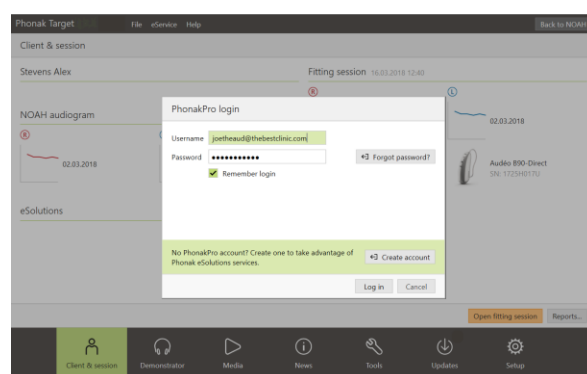 Phonak Target
File eService Help
Back to NOAH
Client & session
Stevens Alex
Fitting session 16.03.2018 12:40
R
L
NOAH audiogram
R
02.03.2018
02.03.2018
Audéo B90-Direct
SN: 1725H017U
eSolutions
PhonakPro login
Username joetheaud@thebestclinic.com
Password ●●●●●●●●●●●
Forgot password?
Remember login
No PhonakPro account? Create one to take advantage of
Phonak eSolutions services.
Create account
Log in Cancel
Open fitting session Reports...
Client & session Demonstrator Media News Tools Updates Setup